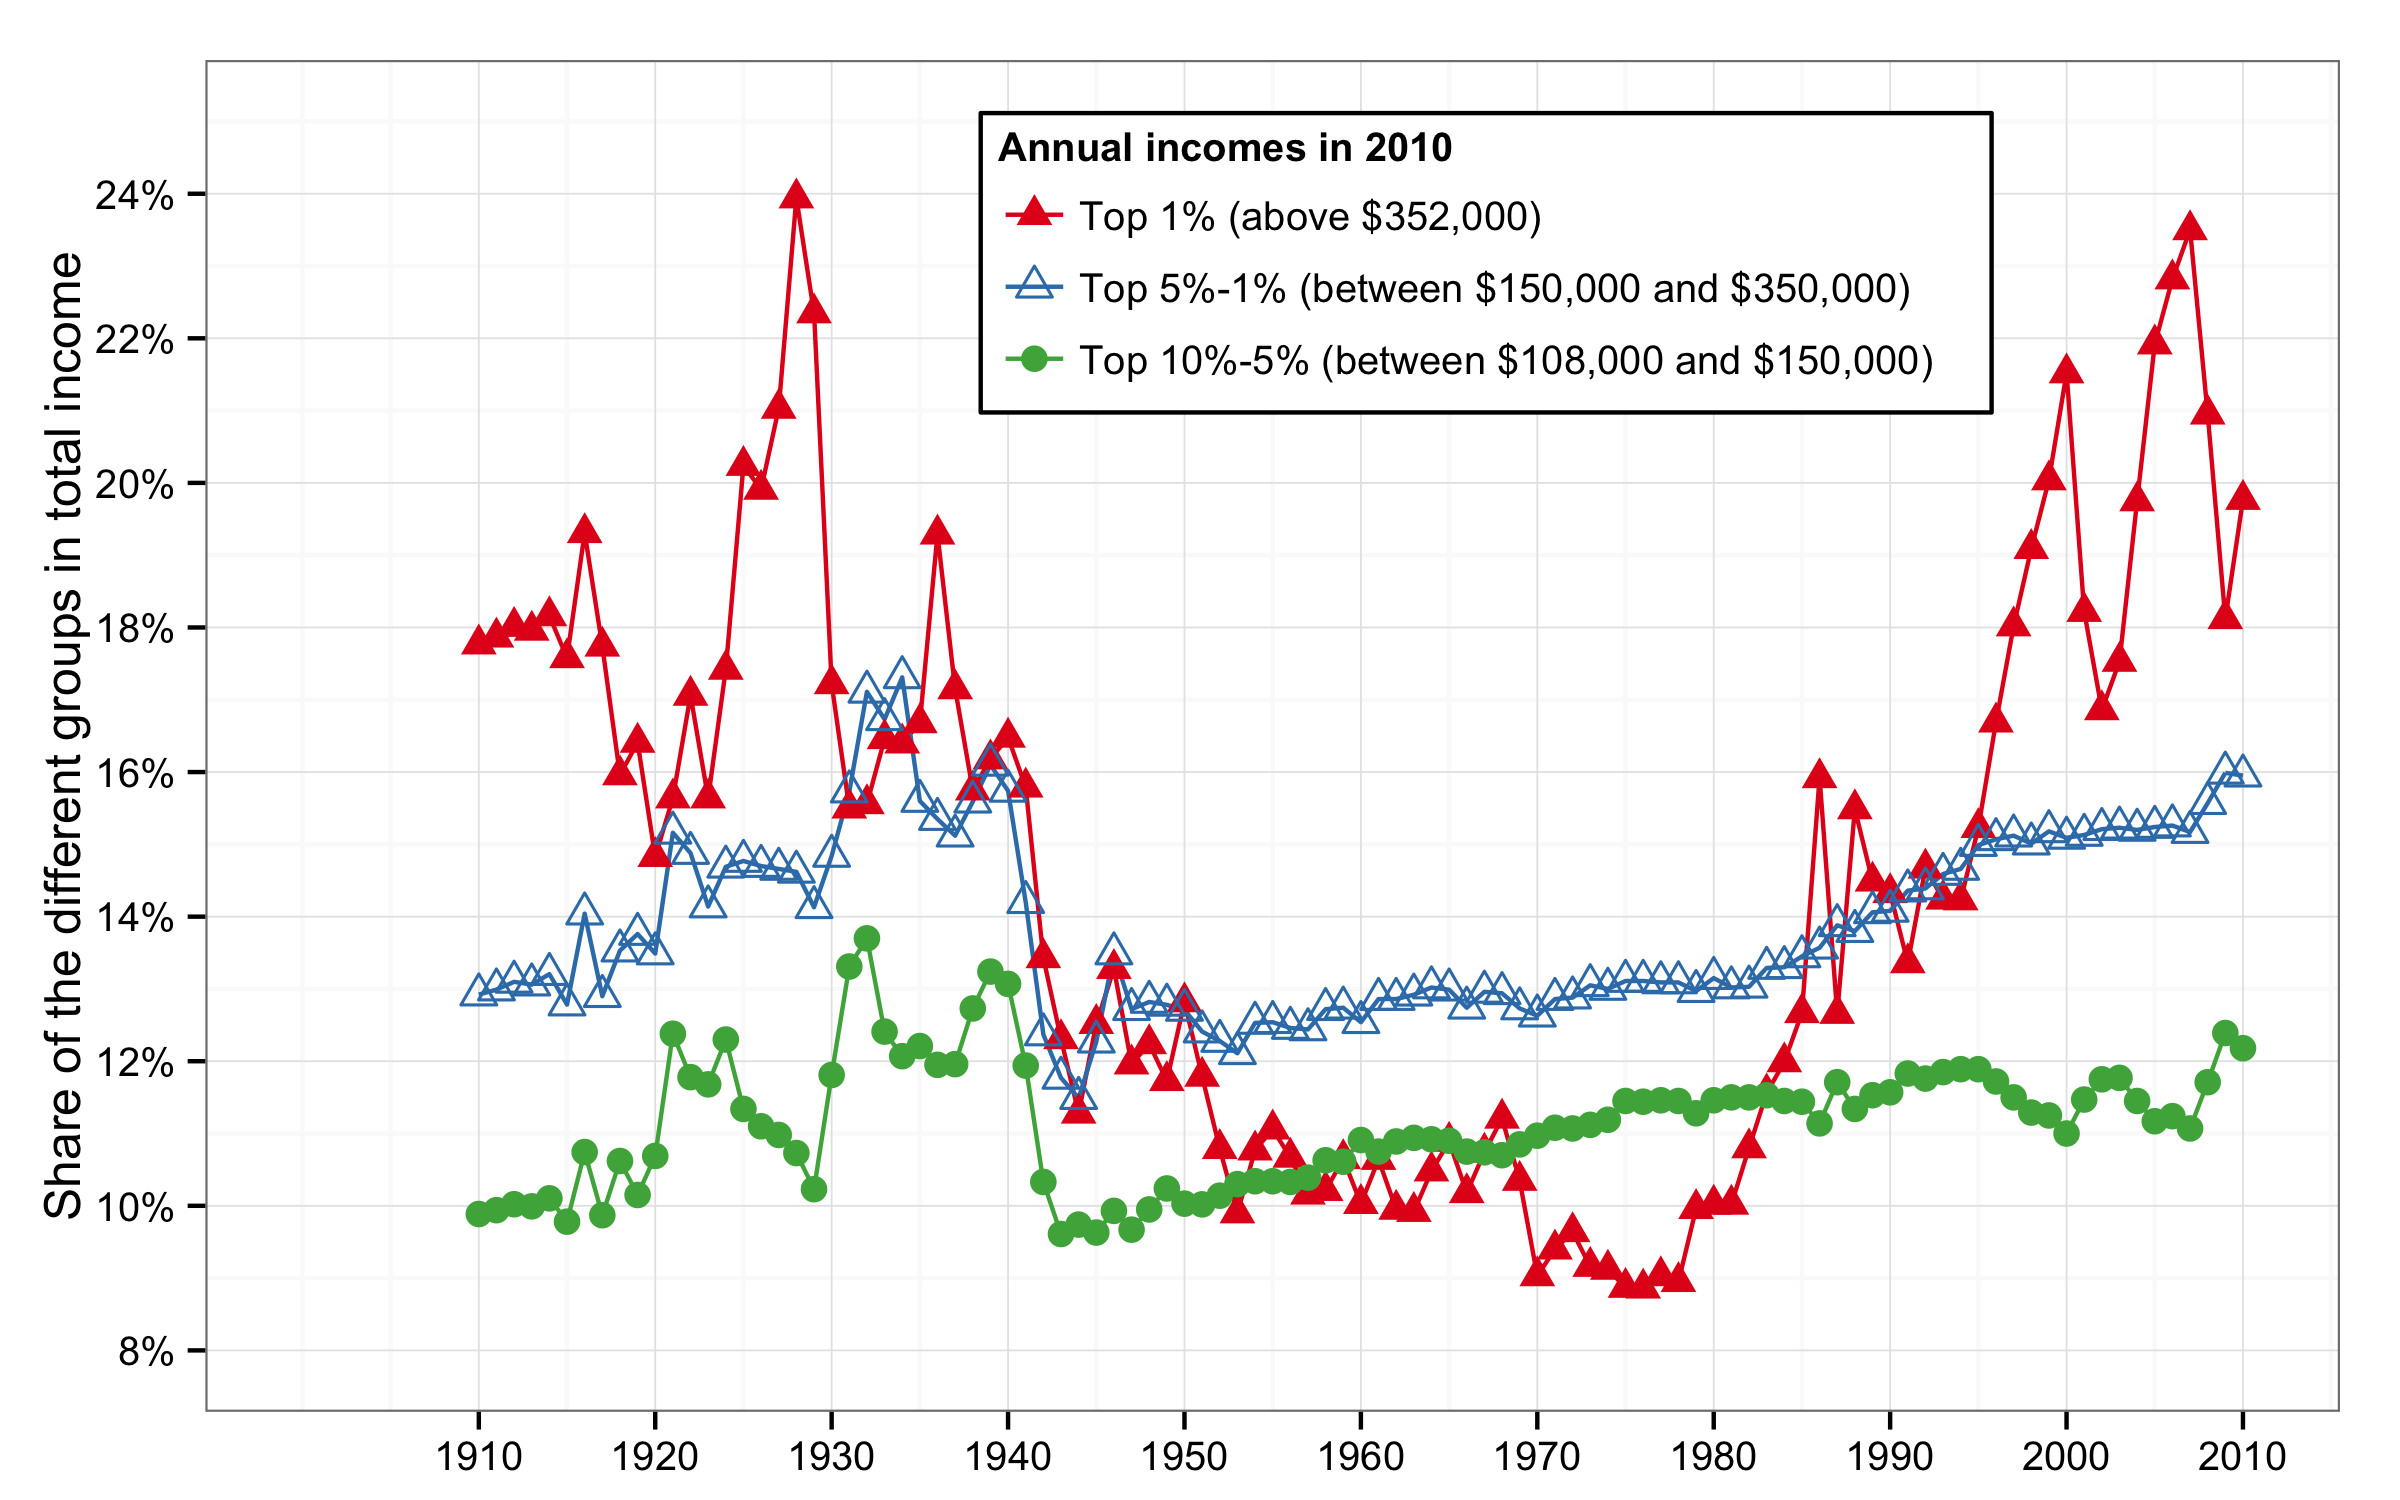 Annual incomes in 2010
Top 1% (above $352,000)
Top 5%-1% (between $150,000 and $350,000)
Top 10%-5% (between $108,000 and $150,000)
Share of the different groups in total income
24%
22%
20%
18%
16%
14%
12%
10%
8%
1910 1920 1930 1940 1950 1960 1970 1980 1990 2000 2010